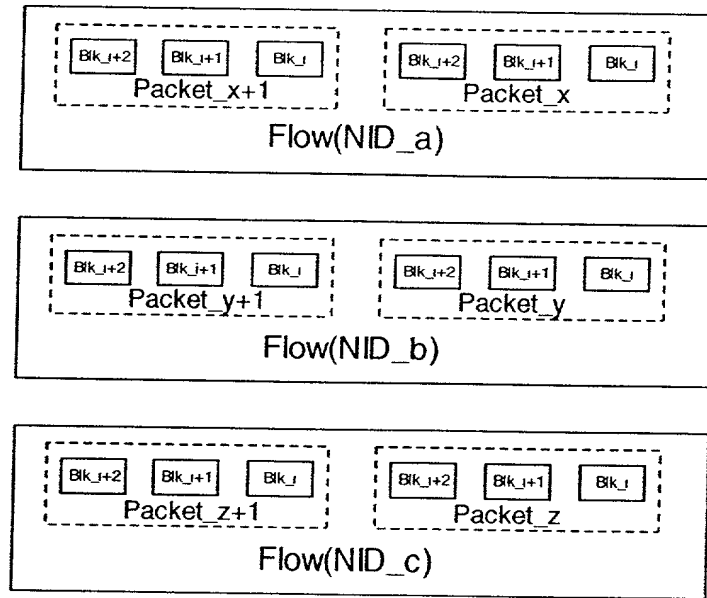 Blk_i+2 Blk_i+1 Blk_i Blk_i+2 Blk_i+1 Blk_i
Packet_x+1 Packet_x
Flow(NID_a)
Blk_i+2 Blk_i+1 Blk_i Blk_i+2 Blk_i+1 Blk_i
Packet_y+1 Packet_y
Flow(NID_b)
Blk_i+2 Blk_i+1 Blk_i Blk_i+2 Blk_i+1 Blk_i
Packet_z+1 Packet_z
Flow(NID_c)